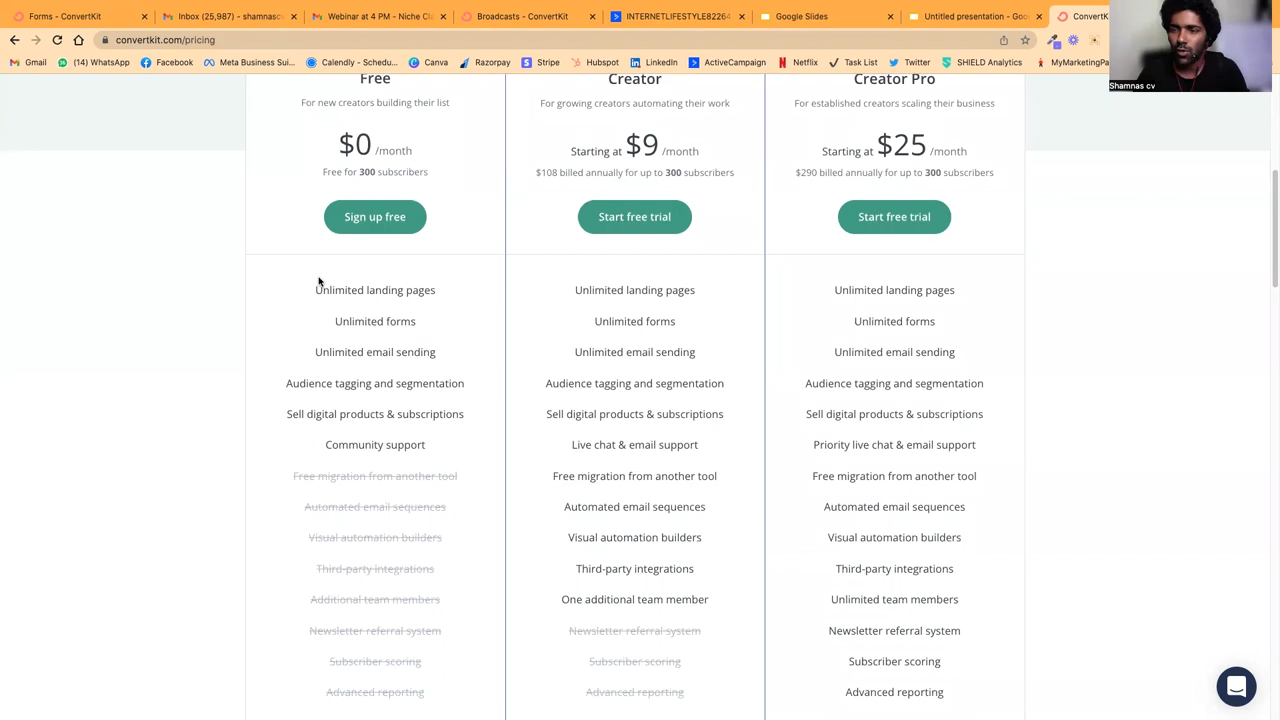 Forms - ConvertKit
Inbox (25,987) - shamnascv
Webinar at 4 PM - Niche Cla
Broadcasts - ConvertKit
INTERNETLIFESTYLE82264
Google Slides
Untitled presentation - Goo
ConvertK
convertkit.com/pricing
Gmail
(14) WhatsApp
Facebook
Meta Business Sui...
Calendly - Schedu...
Canva
Razorpay
Stripe
Hubspot
LinkedIn
ActiveCampaign
Netflix
Task List
Twitter
SHIELD Analytics
MyMarketingPa
Shamnas cv
Free
For new creators building their list
$0 /month
Free for 300 subscribers
Sign up free
Unlimited landing pages
Unlimited forms
Unlimited email sending
Audience tagging and segmentation
Sell digital products & subscriptions
Community support
Free migration from another tool
Automated email sequences
Visual automation builders
Third-party integrations
Additional team members
Newsletter referral system
Subscriber scoring
Advanced reporting
Creator
For growing creators automating their work
Starting at $9 /month
$108 billed annually for up to 300 subscribers
Start free trial
Unlimited landing pages
Unlimited forms
Unlimited email sending
Audience tagging and segmentation
Sell digital products & subscriptions
Live chat & email support
Free migration from another tool
Automated email sequences
Visual automation builders
Third-party integrations
One additional team member
Newsletter referral system
Subscriber scoring
Advanced reporting
Creator Pro
For established creators scaling their business
Starting at $25 /month
$290 billed annually for up to 300 subscribers
Start free trial
Unlimited landing pages
Unlimited forms
Unlimited email sending
Audience tagging and segmentation
Sell digital products & subscriptions
Priority live chat & email support
Free migration from another tool
Automated email sequences
Visual automation builders
Third-party integrations
Unlimited team members
Newsletter referral system
Subscriber scoring
Advanced reporting